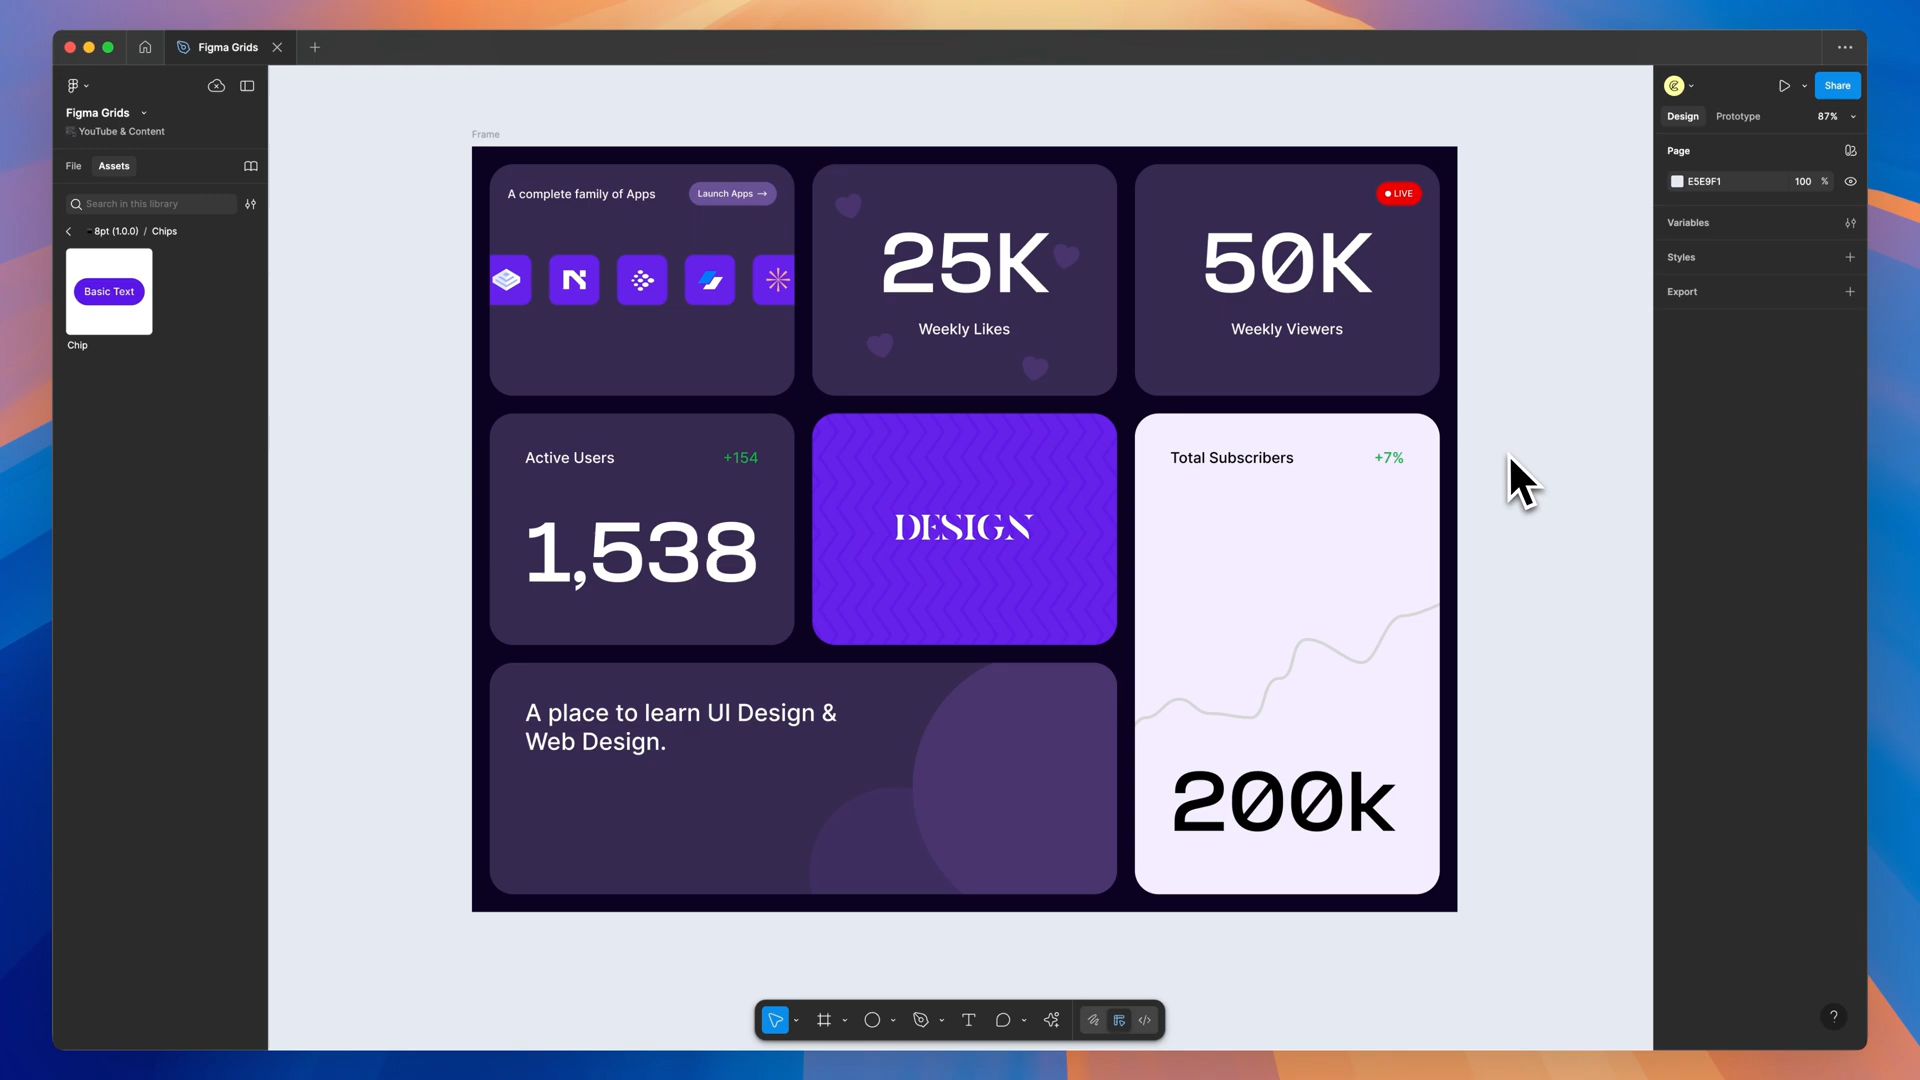 Figma Grids
Figma Grids
YouTube & Content
File
Assets
Search in this library
8pt (1.0.0) / Chips
Basic Text
Chip
Frame
A complete family of Apps
Launch Apps →
25K
Weekly Likes
LIVE
50K
Weekly Viewers
Active Users
+154
1,538
DESIGN
Total Subscribers
+7%
200k
A place to learn UI Design &
Web Design.
Share
Design
Prototype
87%
Page
E5E9F1
100
%
Variables
Styles
Export
?